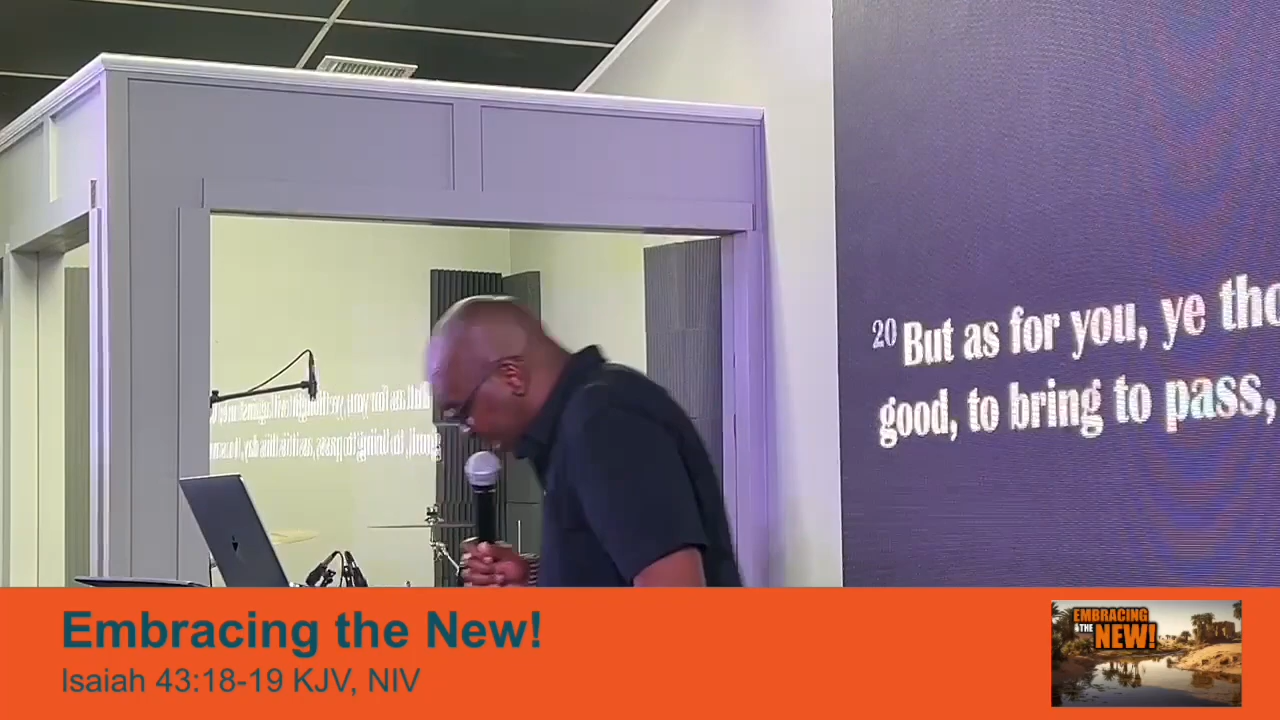 20 But as for you, ye tho
good, to bring to pass,
Embracing the New!
Isaiah 43:18-19 KJV, NIV
EMBRACING
THE
NEW!